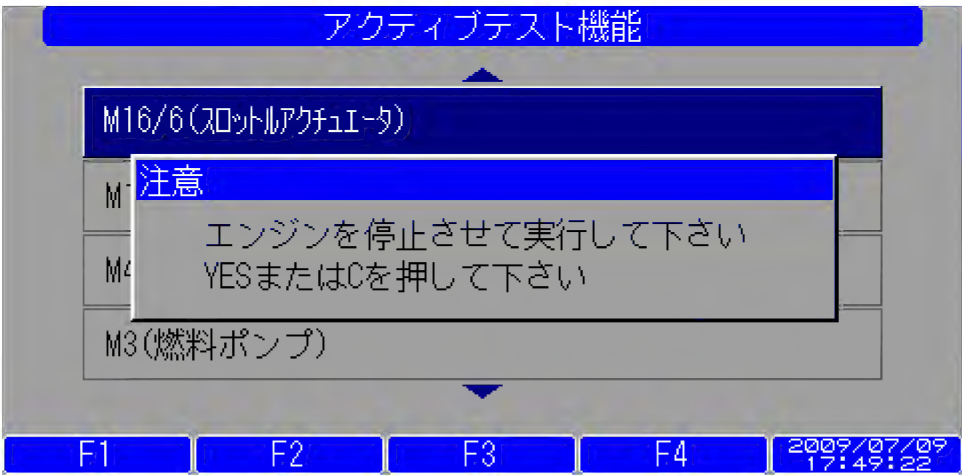 アクティブテスト機能
M16/6(ｽﾛｯﾄﾙｱｸﾁｭｴｰﾀ)
注意
エンジンを停止させて実行して下さい
YESまたはCを押して下さい
M3(燃料ポンプ)
F1 F2 F3 F4 2009/07/09
17:49:22